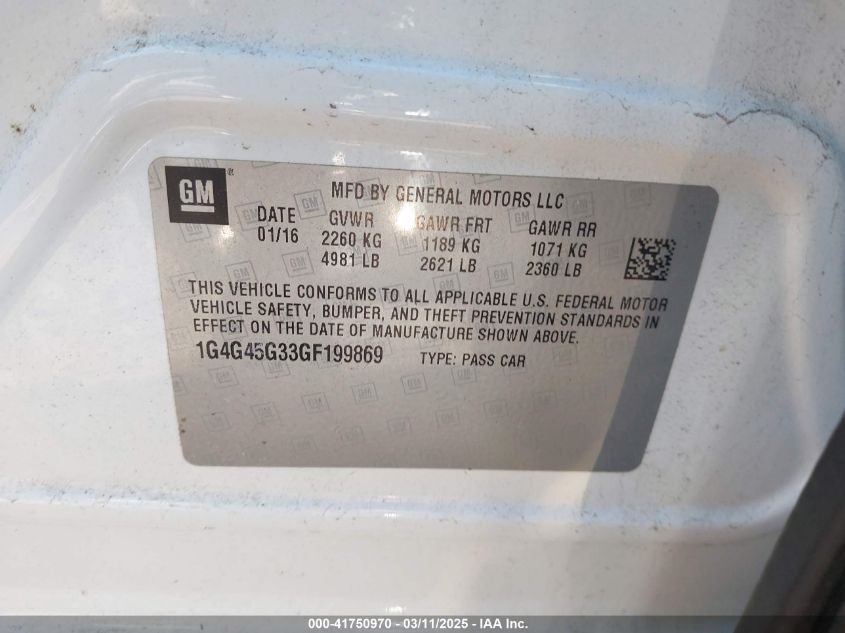 GM ®
MFD BY GENERAL MOTORS LLC
DATE GVWR GAWR FRT GAWR RR
01/16 2260 KG 1189 KG 1071 KG
4981 LB 2621 LB 2360 LB
THIS VEHICLE CONFORMS TO ALL APPLICABLE U.S. FEDERAL MOTOR
VEHICLE SAFETY, BUMPER, AND THEFT PREVENTION STANDARDS IN
EFFECT ON THE DATE OF MANUFACTURE SHOWN ABOVE.
1G4G45G33GF199869 TYPE: PASS CAR
000-41750970 - 03/11/2025 - IAA Inc.